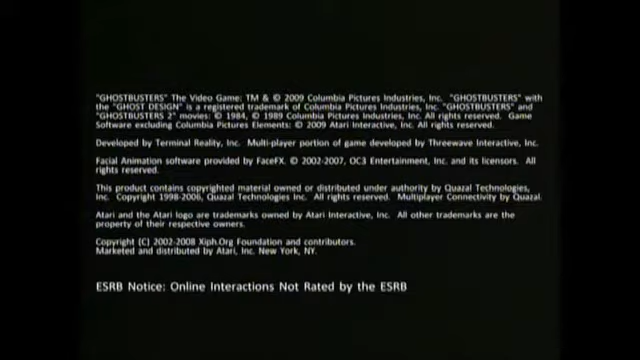 "GHOSTBUSTERS" The Video Game: TM & © 2009 Columbia Pictures Industries, Inc. "GHOSTBUSTERS" with
the "GHOST DESIGN" is a registered trademark of Columbia Pictures Industries, Inc. "GHOSTBUSTERS" and
"GHOSTBUSTERS 2" movies: © 1984, © 1989 Columbia Pictures Industries, Inc. All rights reserved. Game
Software excluding Columbia Pictures Elements: © 2009 Atari Interactive, Inc. All rights reserved.
Developed by Terminal Reality, Inc. Multi-player portion of game developed by Threewave Interactive, Inc.
Facial Animation software provided by FaceFX. © 2002-2007, OC3 Entertainment, Inc. and its licensors. All
rights reserved.
This product contains copyrighted material owned or distributed under authority by Quazal Technologies,
Inc. Copyright 1998-2006, Quazal Technologies Inc. All rights reserved. Multiplayer Connectivity by Quazal.
Atari and the Atari logo are trademarks owned by Atari Interactive, Inc. All other trademarks are the
property of their respective owners.
Copyright (C) 2002-2008 Xiph.Org Foundation and contributors.
Marketed and distributed by Atari, Inc. New York, NY.
ESRB Notice: Online Interactions Not Rated by the ESRB